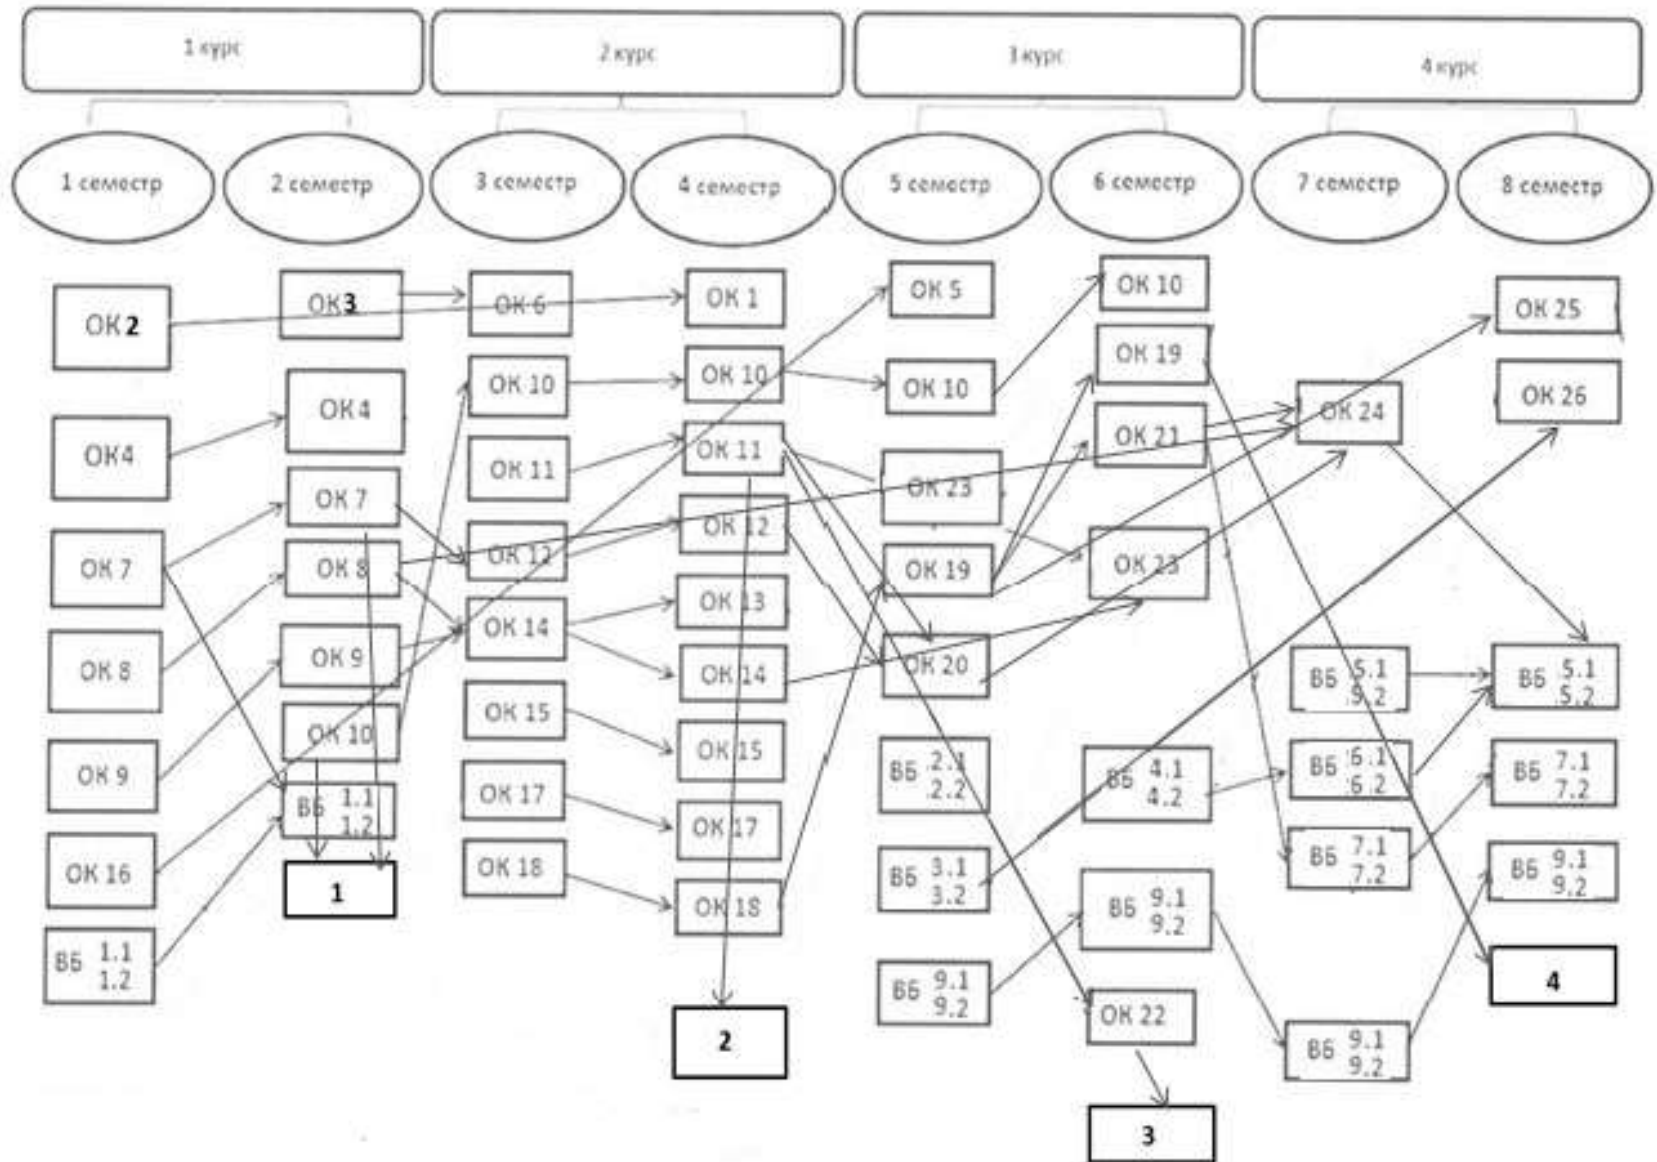 1 курс
2 курс
3 курс
4 курс
1 семестр
2 семестр
3 семестр
4 семестр
5 семестр
6 семестр
7 семестр
8 семестр
ОК 2
ОК4
ОК 7
ОК 8
ОК 9
ОК 16
ВБ 1.1
1.2
ОК3
ОК4
ОК 7
ОК 8
ОК 9
ОК 10
ВБ 1.1
1.2
1
ОК 6
ОК 10
ОК 11
ОК 12
ОК 14
ОК 15
ОК 17
ОК 18
ОК 1
ОК 10
ОК 11
ОК 12
ОК 13
ОК 14
ОК 15
ОК 17
ОК 18
2
ОК 5
ОК 10
ОК 23
ОК 19
ОК 20
ВБ 2.1
2.2
ВБ 3.1
3.2
ВБ 9.1
9.2
ОК 10
ОК 19
ОК 21
ОК 23
ВБ 4.1
4.2
ВБ 9.1
9.2
ОК 22
3
ОК 24
ВБ 5.1
5.2
ВБ 6.1
6.2
ВБ 7.1
7.2
ВБ 9.1
9.2
ОК 25
ОК 26
ВБ 5.1
5.2
ВБ 7.1
7.2
ВБ 9.1
9.2
4